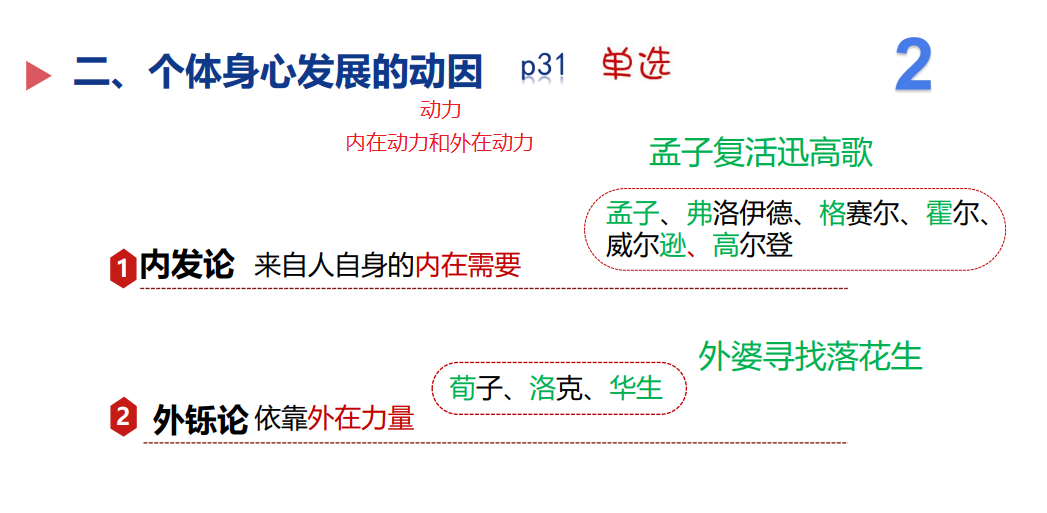 二、个体身心发展的动因 p31 单选 2
动力
内在动力和外在动力
孟子复活迅高歌
孟子、弗洛伊德、格赛尔、霍尔、
威尔逊、高尔登
1 内发论 来自人自身的内在需要
外婆寻找落花生
荀子、洛克、华生
2 外铄论 依靠外在力量